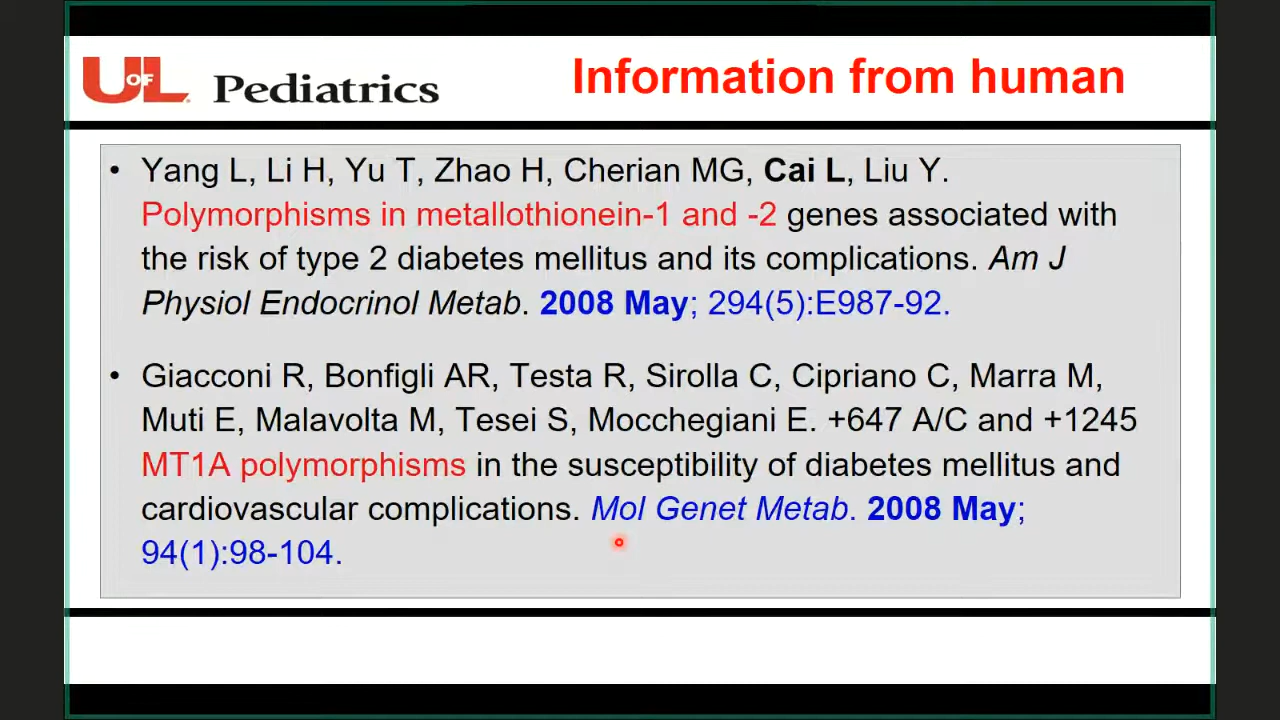 UOFL Pediatrics
Information from human
• Yang L, Li H, Yu T, Zhao H, Cherian MG, Cai L, Liu Y.
Polymorphisms in metallothionein-1 and -2 genes associated with
the risk of type 2 diabetes mellitus and its complications. Am J
Physiol Endocrinol Metab. 2008 May; 294(5):E987-92.
• Giacconi R, Bonfigli AR, Testa R, Sirolla C, Cipriano C, Marra M,
Muti E, Malavolta M, Tesei S, Mocchegiani E. +647 A/C and +1245
MT1A polymorphisms in the susceptibility of diabetes mellitus and
cardiovascular complications. Mol Genet Metab. 2008 May;
94(1):98-104.